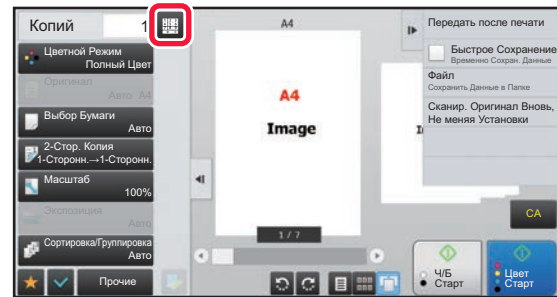 Копий 1
Цветной Режим
Полный Цвет
Оригинал
Авто A4
Выбор Бумаги
Авто
2-Стор. Копия
1-Сторонн.→1-Сторонн.
Масштаб
100%
Экспозиция
Авто
Сортировка/Группировка
Авто
Прочие
A4
A4
Image
1 / 7
Передать после печати
Быстрое Сохранение
Временно Сохран. Данные
Файл
Сохранить Данные в Папке
Сканир. Оригинал Вновь,
Не меняя Установки
CA
Ч/Б
Старт
Цвет
Старт